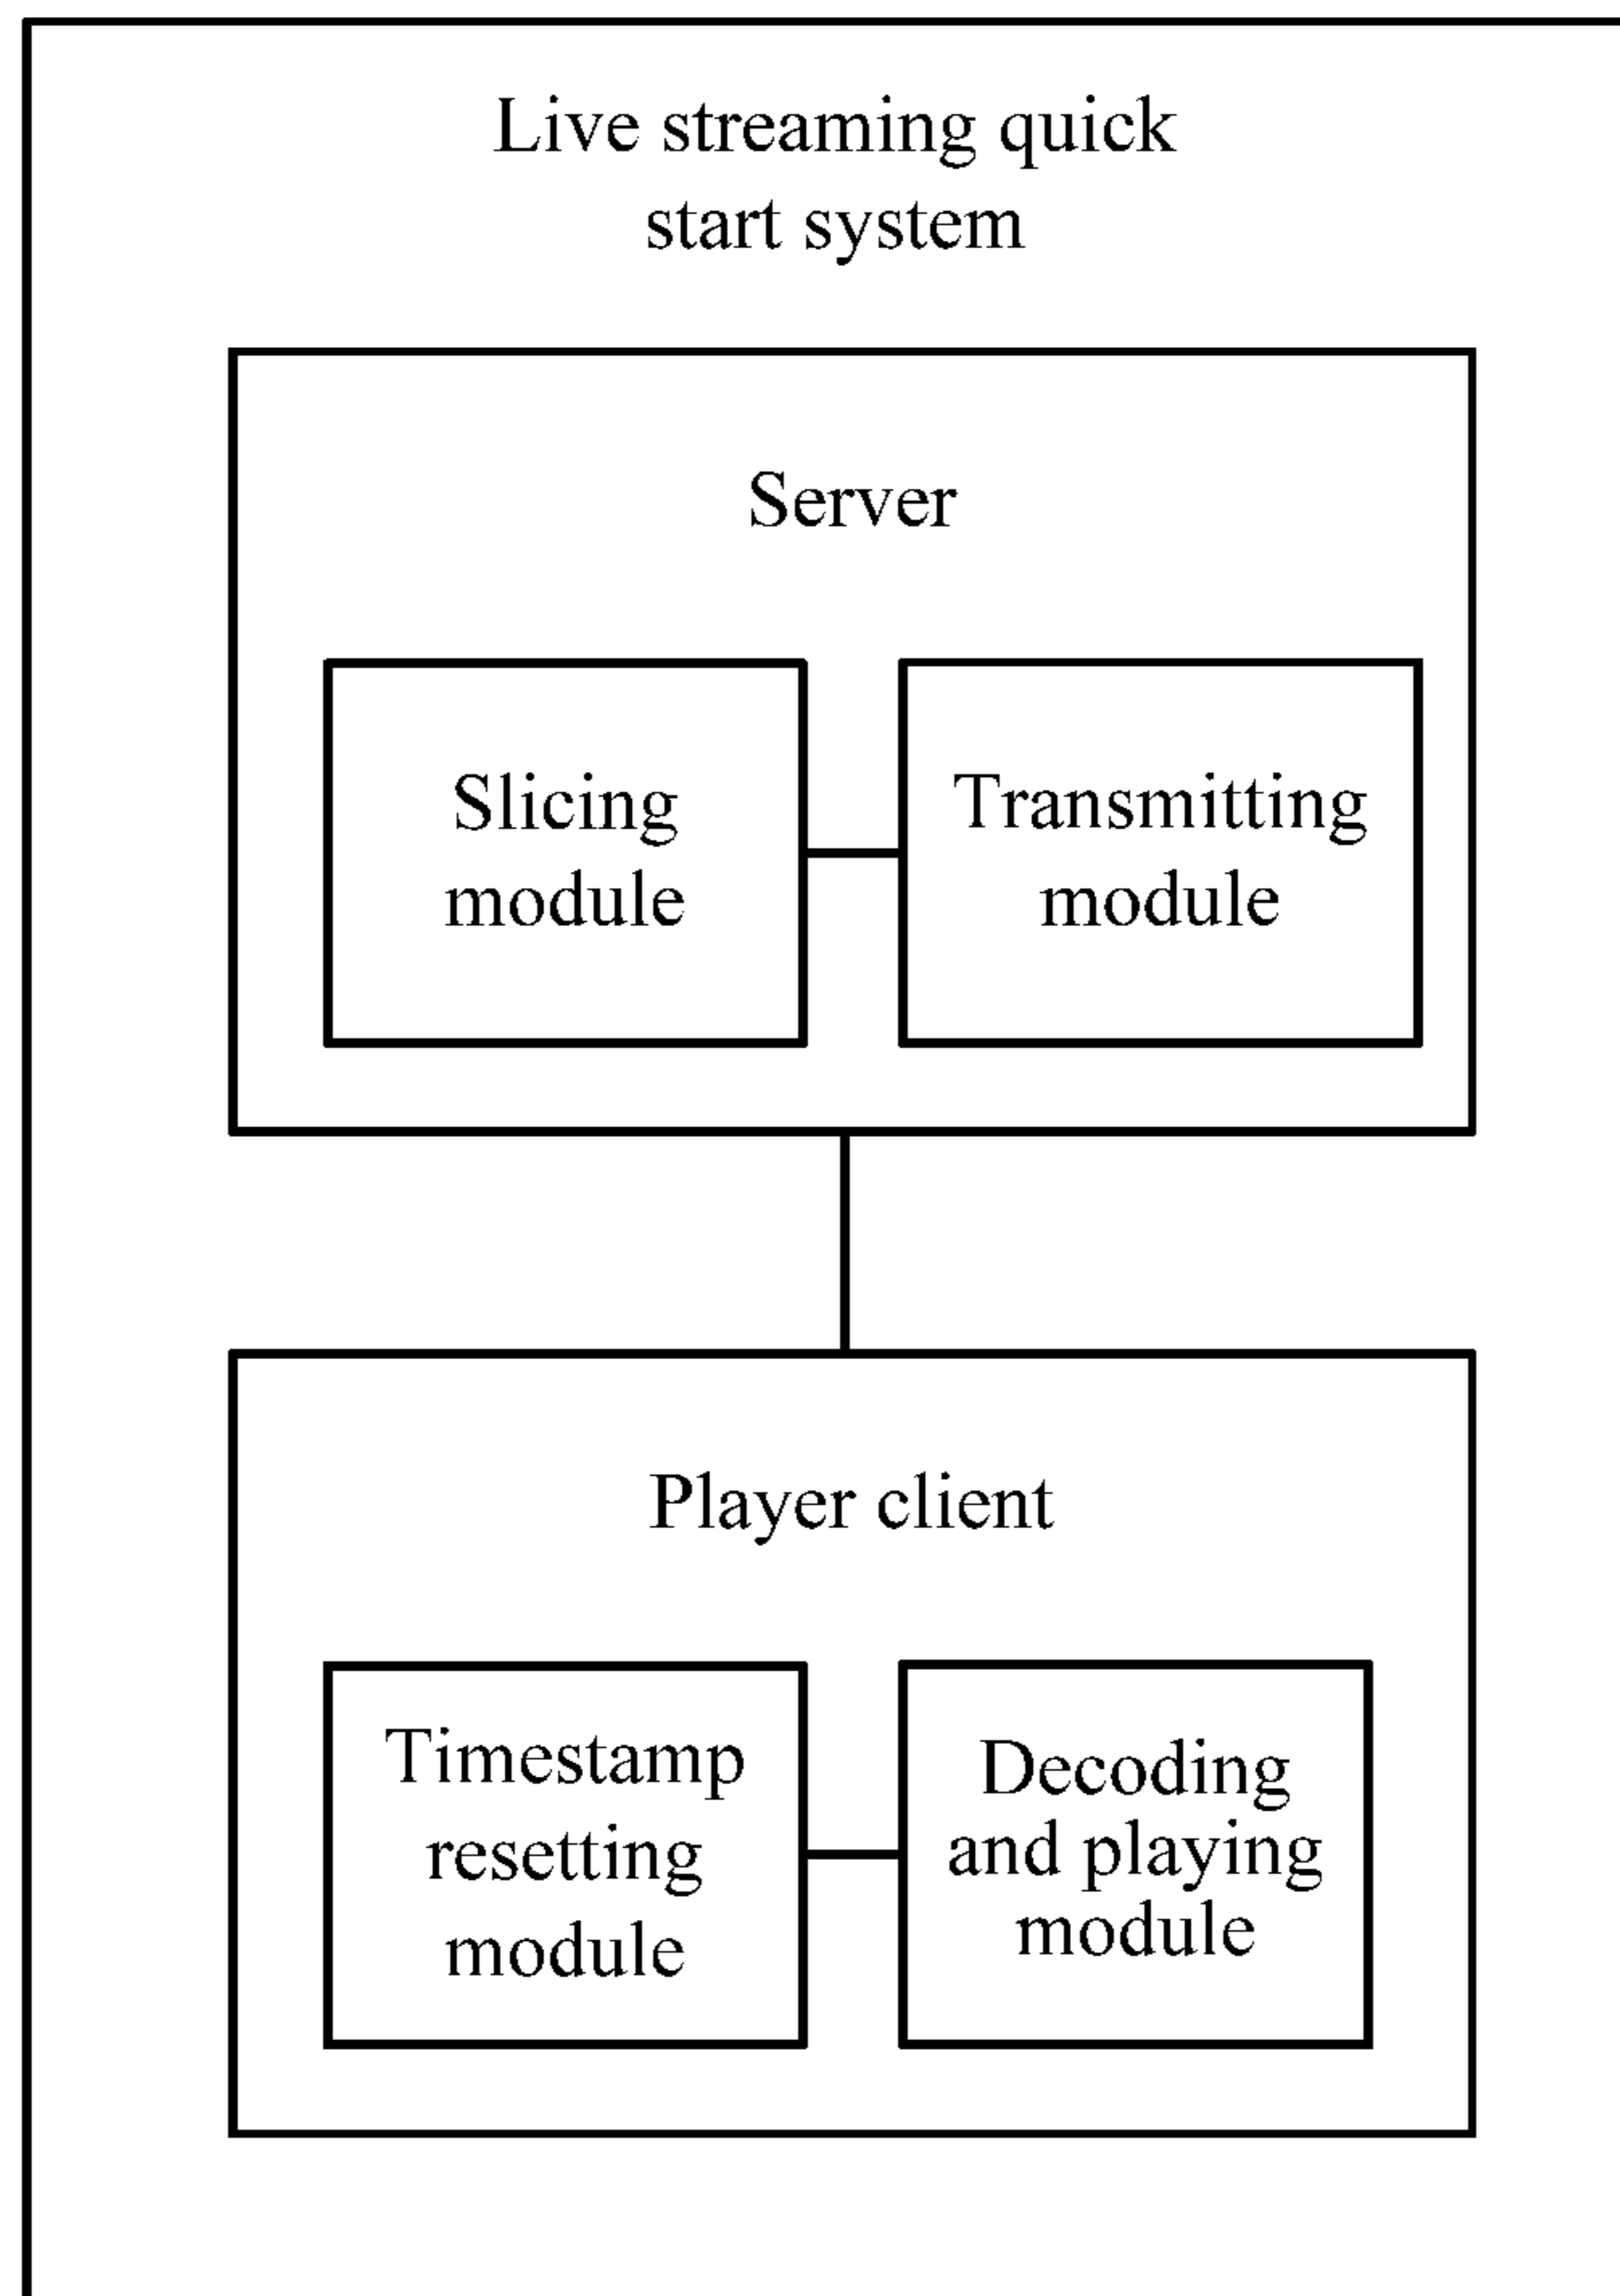 Live streaming quick
start system
Server
Slicing
module
Transmitting
module
Player client
Timestamp
resetting
module
Decoding
and playing
module